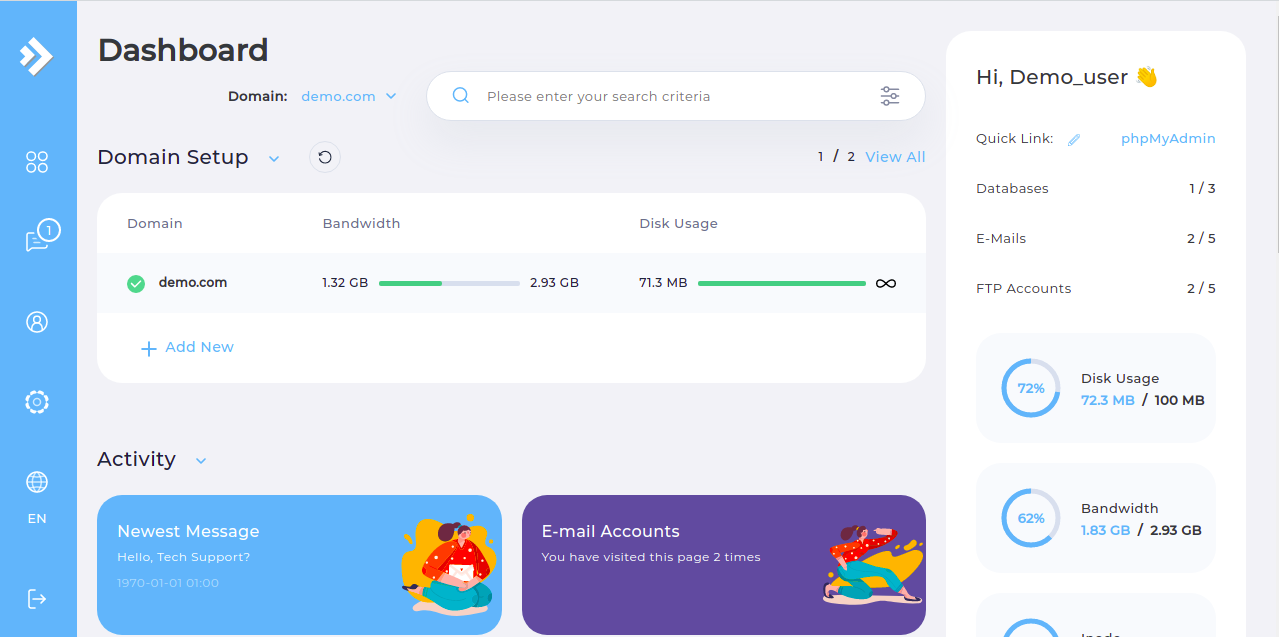 Dashboard
Domain: demo.com
Please enter your search criteria
Domain Setup
1 / 2 View All
Domain Bandwidth Disk Usage
demo.com 1.32 GB 2.93 GB 71.3 MB ∞
+ Add New
Activity
Newest Message
Hello, Tech Support?
1970-01-01 01:00
E-mail Accounts
You have visited this page 2 times
1
EN
Hi, Demo_user 👋
Quick Link: phpMyAdmin
Databases 1 / 3
E-Mails 2 / 5
FTP Accounts 2 / 5
72%
Disk Usage
72.3 MB / 100 MB
62%
Bandwidth
1.83 GB / 2.93 GB